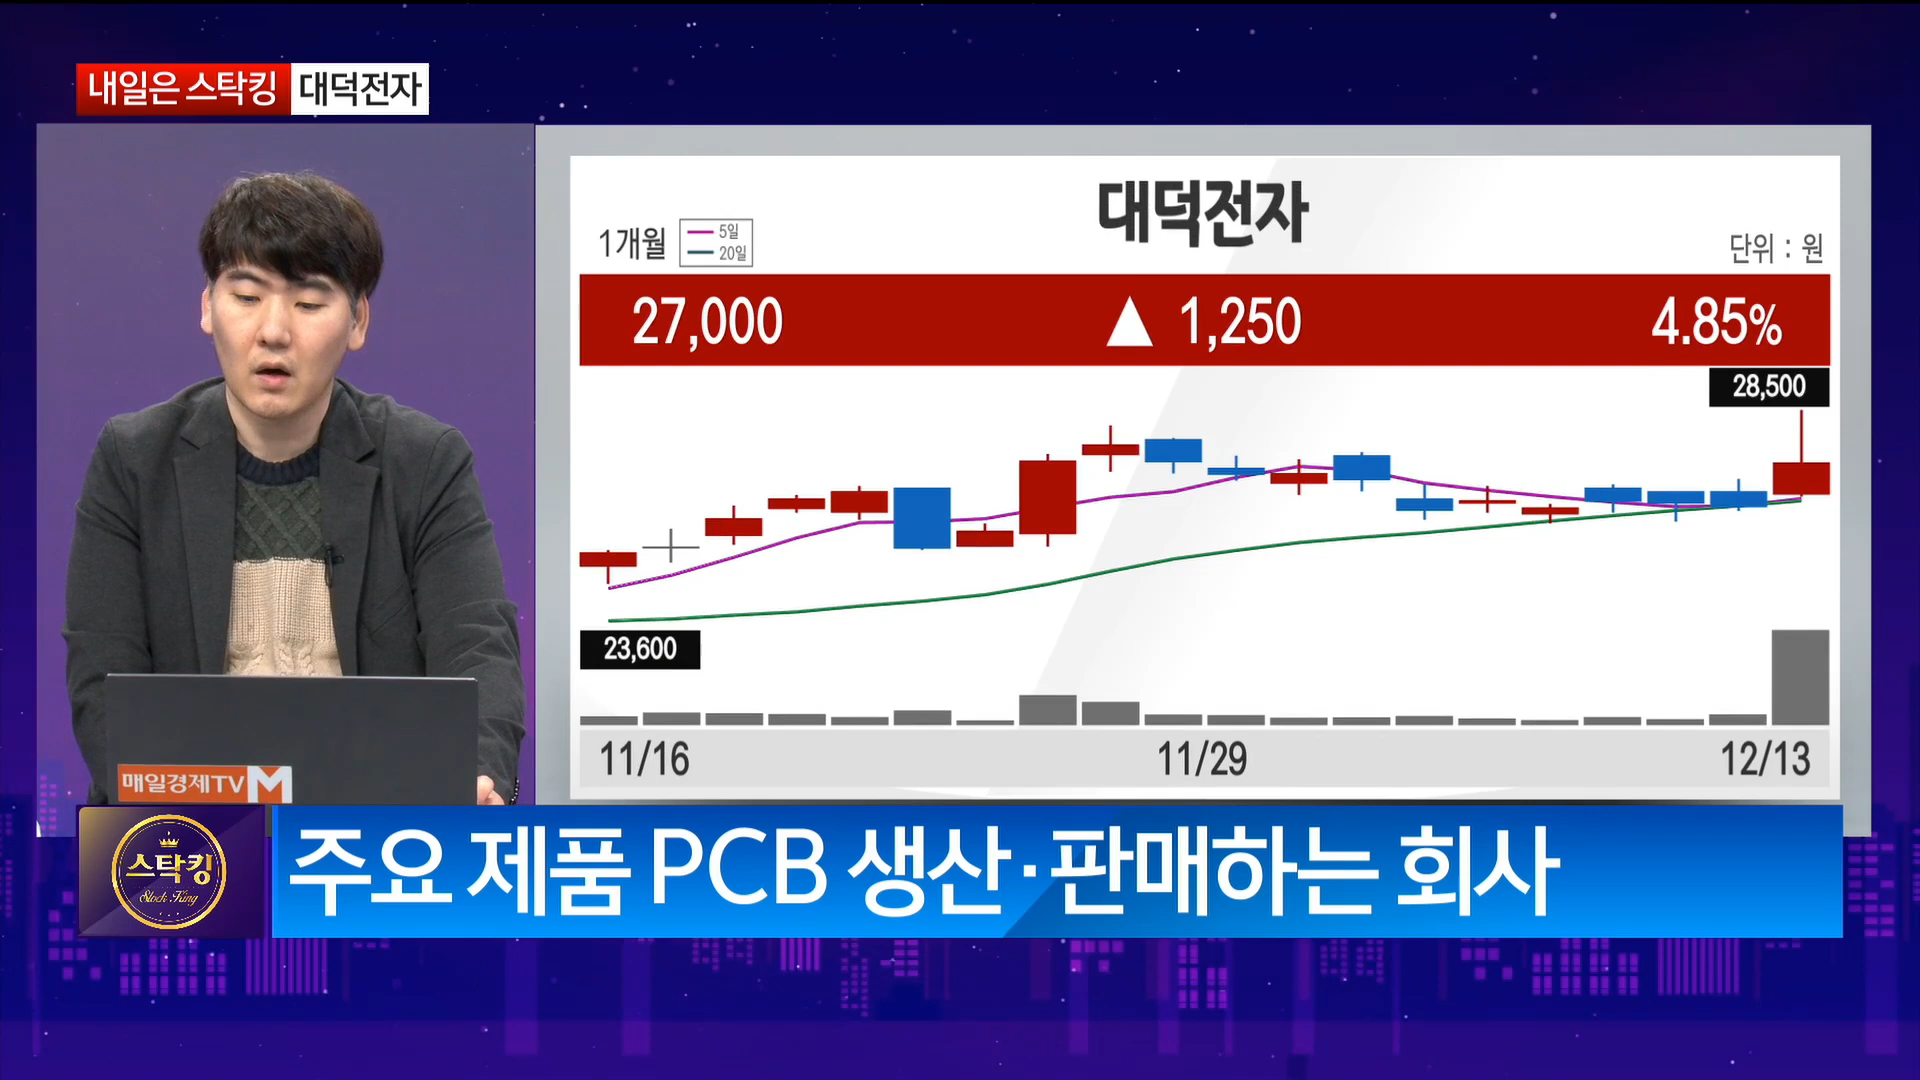 내일은 스탁킹 대덕전자
대덕전자
1개월
5일
20일
단위 : 원
27,000 ▲ 1,250 4.85%
28,500
23,600
11/16 11/29 12/13
매일경제TV M
스탁킹
Stock King
주요 제품 PCB 생산·판매하는 회사